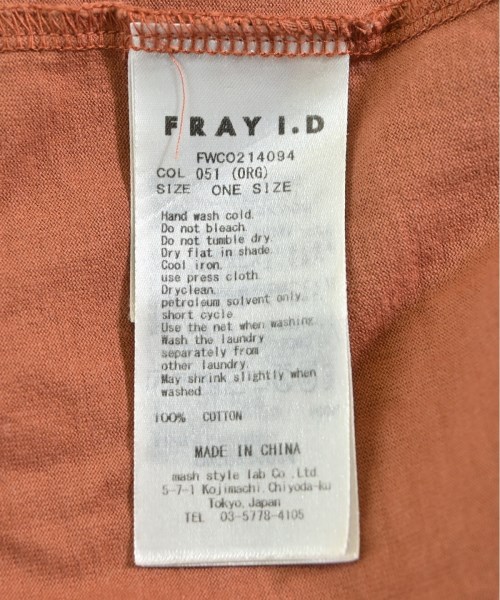 FRAY I.D
FWCO214094
COL 051 (ORG)
SIZE ONE SIZE
Hand wash cold.
Do not bleach.
Do not tumble dry.
Dry flat in shade.
Cool iron.
use press cloth.
Dryclean.
petroleum solvent only.
short cycle.
Use the net when washing.
Wash the laundry
separately from
other laundry.
May shrink slightly when
washed.
100% COTTON
MADE IN CHINA
mash style lab Co.,Ltd.
5-7-1 Kojimachi,Chiyoda-ku
Tokyo,Japan
TEL 03-5778-4105